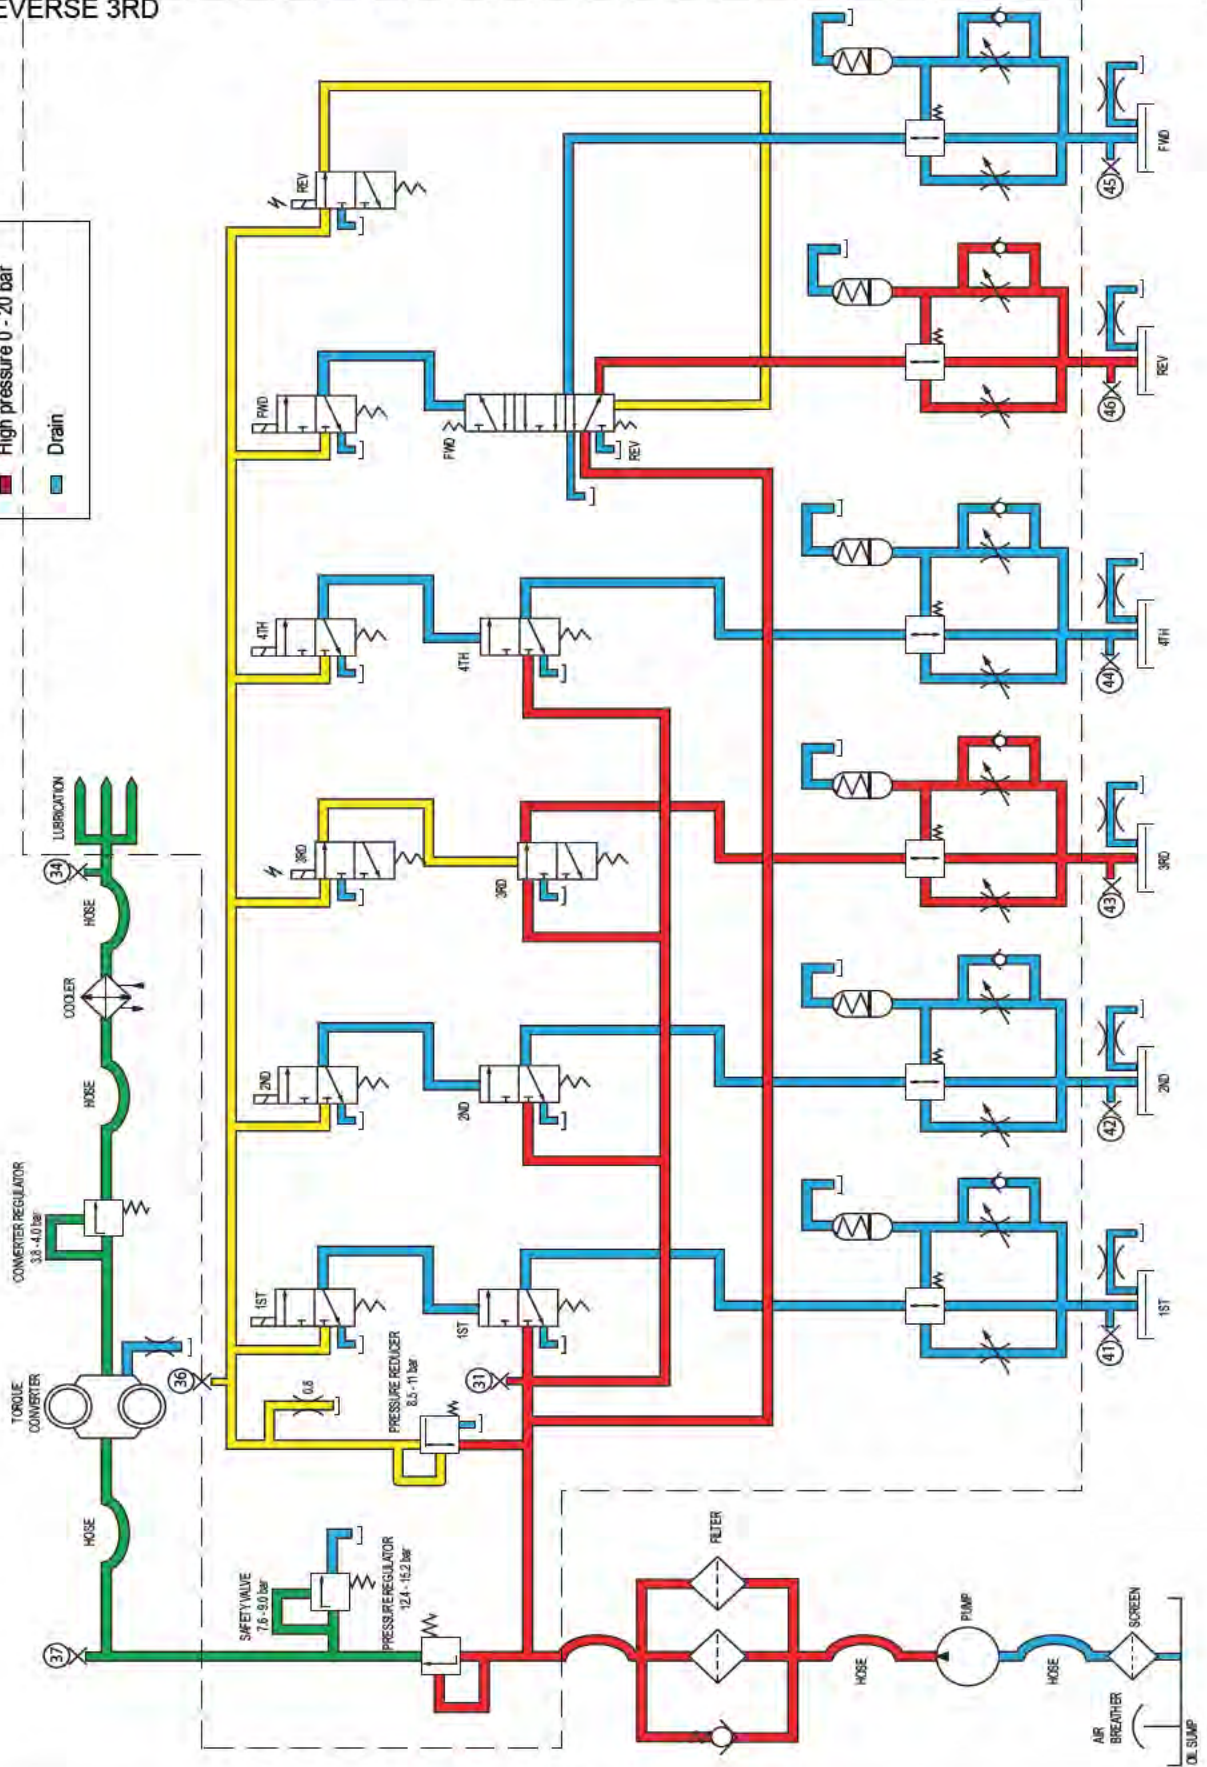 EVERSE 3RD
High pressure 0 - 20 bar
Drain
LUBRICATION
34
HOSE
COOLER
HOSE
CONVERTER REGULATOR
3,8 - 4.0 bar
TORQUE
CONVERTER
HOSE
37
SAFETY VALVE
7.6 - 9.0 bar
PRESSURE REGULATOR
12.4 - 15.2 bar
36
0.8
PRESSURE REDUCER
8.5 - 11 bar
31
1ST
2ND
3RD
4TH
FWD
REV
1ST
2ND
3RD
4TH
FWD
REV
41
1ST
42
2ND
43
3RD
44
4TH
46
REV
45
FWD
FILTER
HOSE
PUMP
HOSE
SCREEN
AIR
BREATHER
OIL SUMP